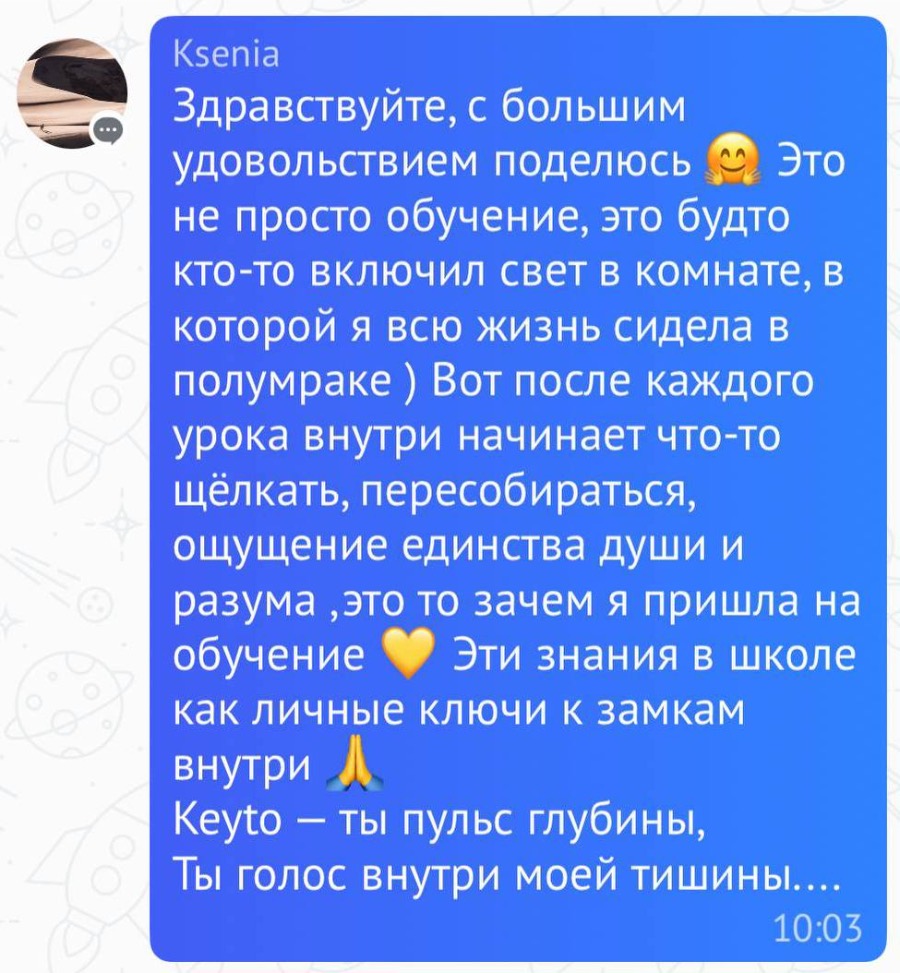 Ksenia
Здравствуйте, с большим
удовольствием поделюсь 🤗 Это
не просто обучение, это будто
кто-то включил свет в комнате, в
которой я всю жизнь сидела в
полумраке ) Вот после каждого
урока внутри начинает что-то
щёлкать, пересобираться,
ощущение единства души и
разума ,это то зачем я пришла на
обучение 💛 Эти знания в школе
как личные ключи к замкам
внутри 🙏
Keyto — ты пульс глубины,
Ты голос внутри моей тишины....
10:03